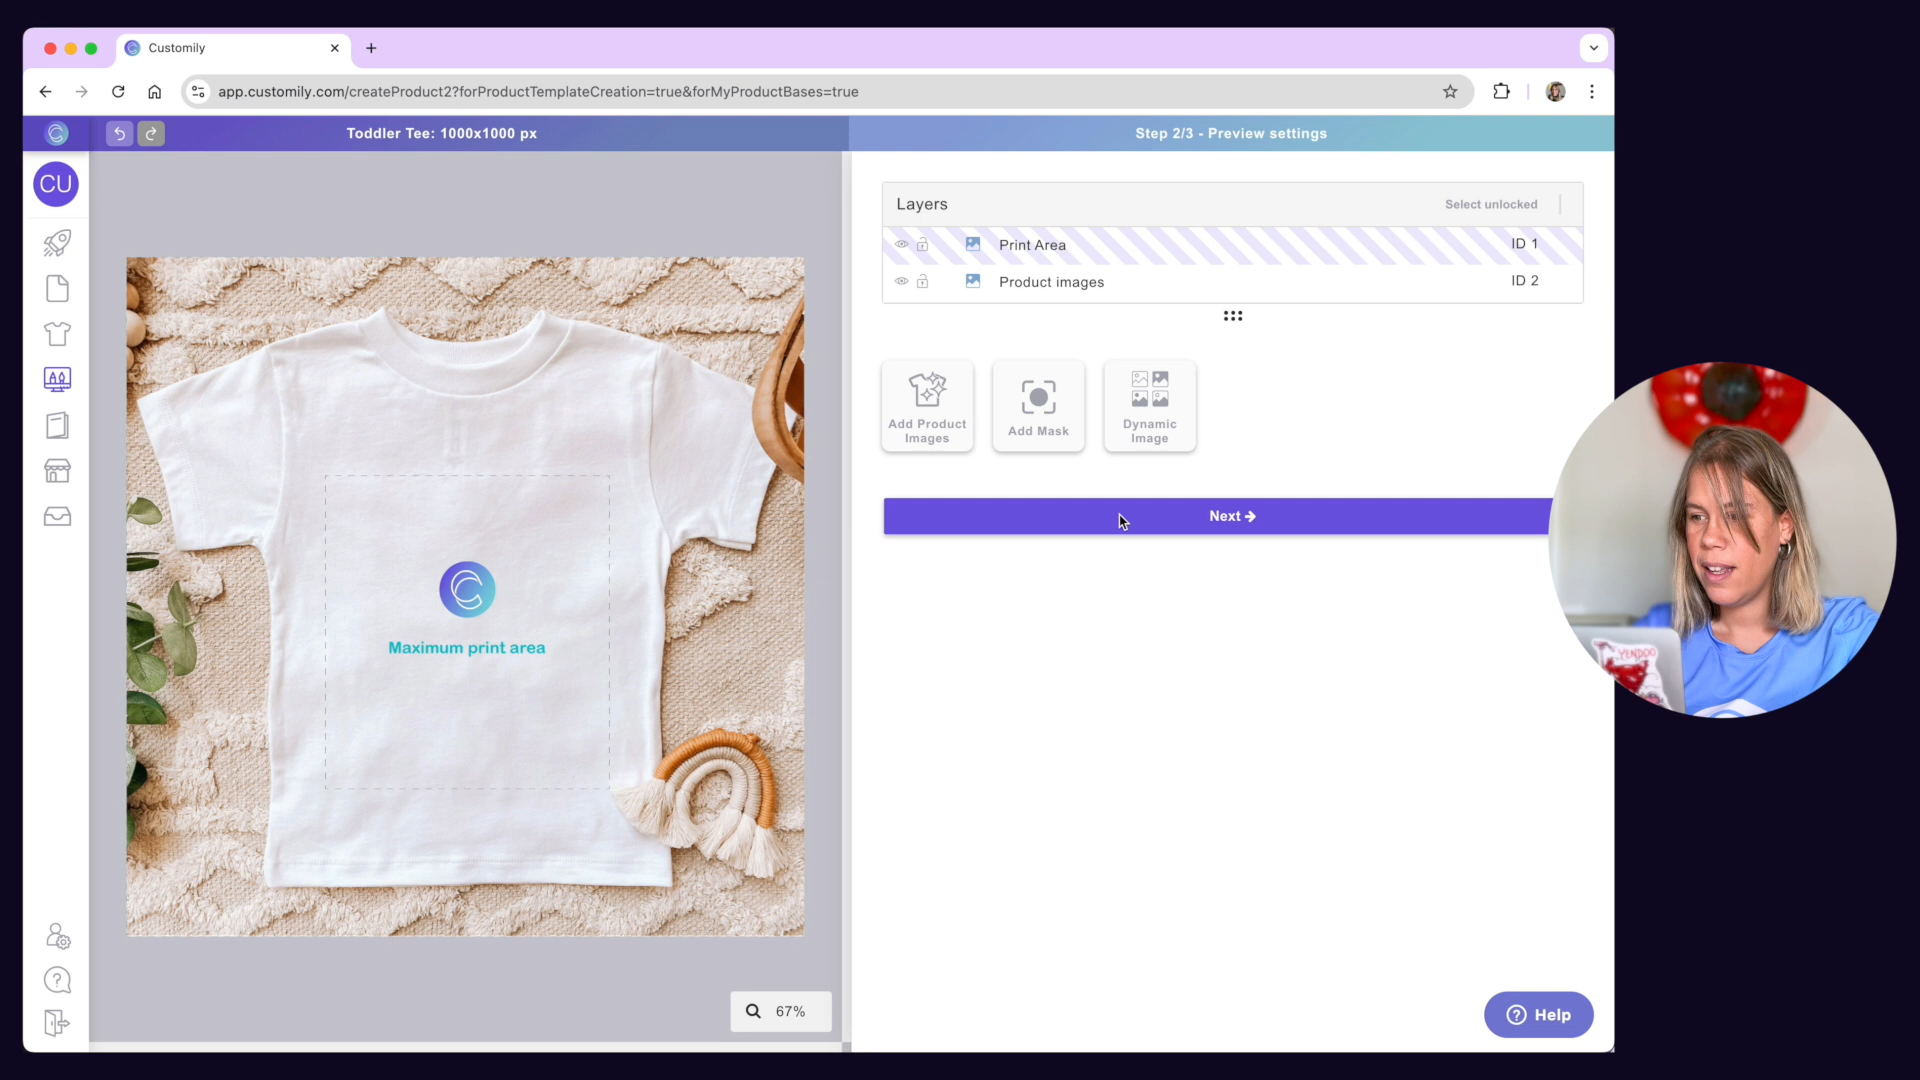 Customily
app.customily.com/createProduct2?forProductTemplateCreation=true&forMyProductBases=true
Toddler Tee: 1000x1000 px
Step 2/3 - Preview settings
CU
Layers
Select unlocked
Print Area
ID 1
Product images
ID 2
Add Product
Images
Add Mask
Dynamic
Image
Next
Maximum print area
67%
Help
YENDOO